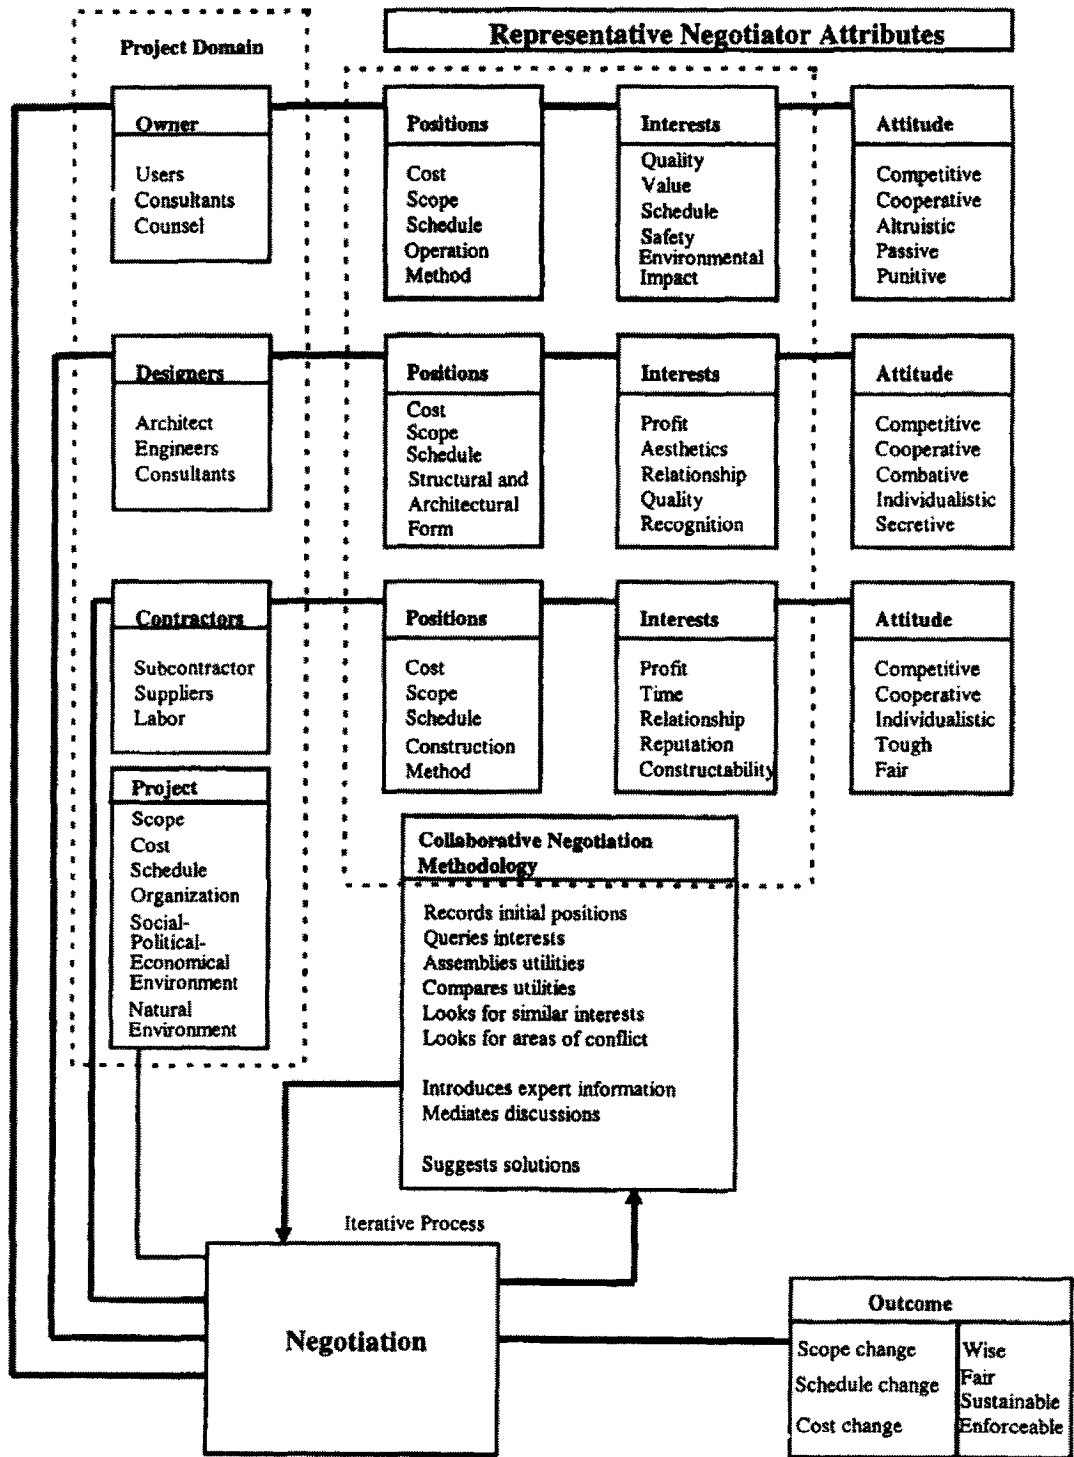 Project Domain
Representative Negotiator Attributes
Owner
Users
Consultants
Counsel
Positions
Cost
Scope
Schedule
Operation
Method
Interests
Quality
Value
Schedule
Safety
Environmental
Impact
Attitude
Competitive
Cooperative
Altruistic
Passive
Punitive
Designers
Architect
Engineers
Consultants
Positions
Cost
Scope
Schedule
Structural and
Architectural
Form
Interests
Profit
Aesthetics
Relationship
Quality
Recognition
Attitude
Competitive
Cooperative
Combative
Individualistic
Secretive
Contractors
Subcontractor
Suppliers
Labor
Positions
Cost
Scope
Schedule
Construction
Method
Interests
Profit
Time
Relationship
Reputation
Constructability
Attitude
Competitive
Cooperative
Individualistic
Tough
Fair
Project
Scope
Cost
Schedule
Organization
Social-
Political-
Economical
Environment
Natural
Environment
Collaborative Negotiation
Methodology
Records initial positions
Queries interests
Assemblies utilities
Compares utilities
Looks for similar interests
Looks for areas of conflict
Introduces expert information
Mediates discussions
Suggests solutions
Iterative Process
Negotiation
Outcome
Scope change
Schedule change
Cost change
Wise
Fair
Sustainable
Enforceable